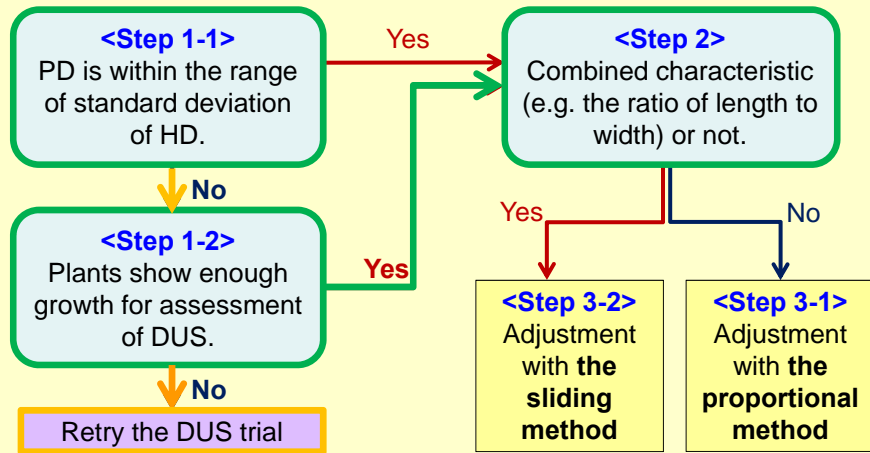 <Step 1-1>
PD is within the range
of standard deviation
of HD.
Yes
No
<Step 1-2>
Plants show enough
growth for assessment
of DUS.
Yes
No
Retry the DUS trial
<Step 2>
Combined characteristic
(e.g. the ratio of length to
width) or not.
Yes
No
<Step 3-2>
Adjustment
with the
sliding
method
<Step 3-1>
Adjustment
with the
proportional
method